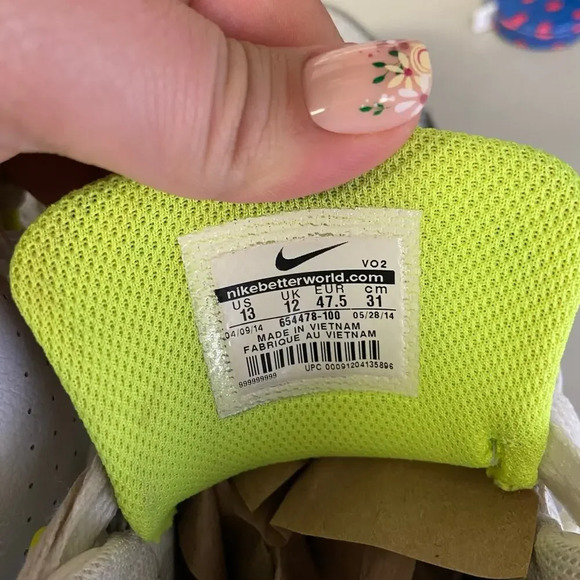 VO2
nikebetterworld.com
US UK EUR cm
13 12 47.5 31
654478-100
04/09/14 05/28/14
MADE IN VIETNAM
FABRIQUE AU VIETNAM
999999999 UPC 00091204135896